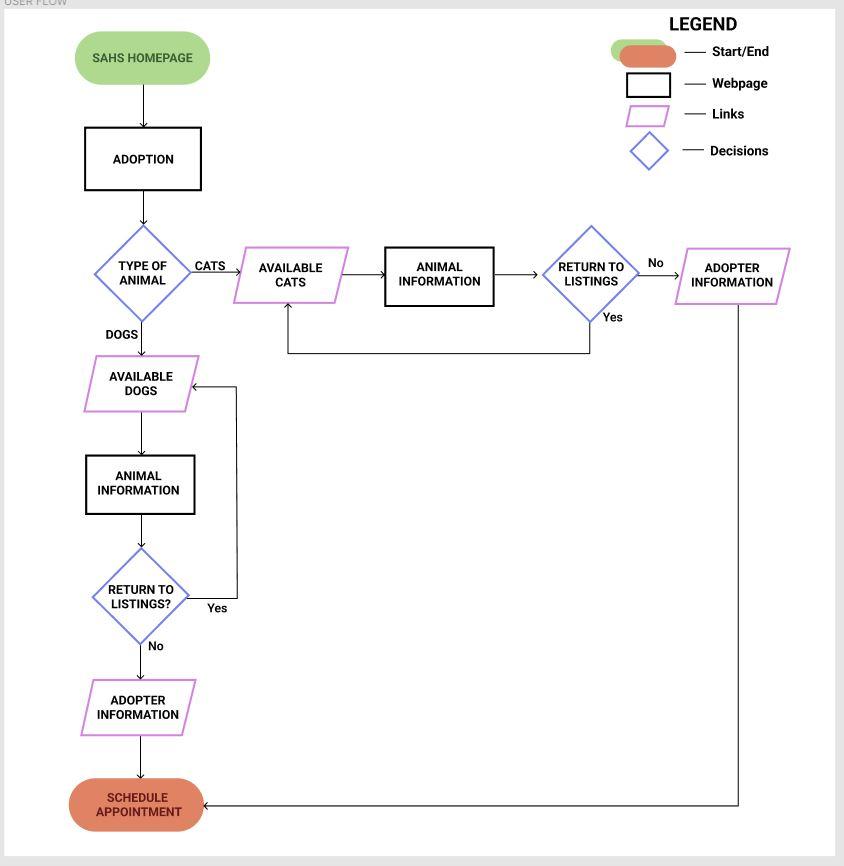 USER FLOW
LEGEND
Start/End
Webpage
Links
Decisions
SAHS HOMEPAGE
ADOPTION
TYPE OF
ANIMAL
CATS
AVAILABLE
CATS
ANIMAL
INFORMATION
RETURN TO
LISTINGS
No
Yes
ADOPTER
INFORMATION
DOGS
AVAILABLE
DOGS
ANIMAL
INFORMATION
RETURN TO
LISTINGS?
Yes
No
ADOPTER
INFORMATION
SCHEDULE
APPOINTMENT